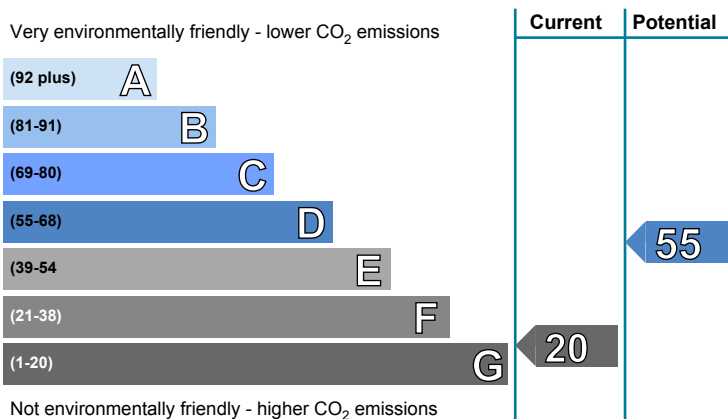 Current Potential
Very environmentally friendly - lower CO2 emissions
(92 plus) A
(81-91) B
(69-80) C
(55-68) D
55
(39-54 E
(21-38) F
20
(1-20) G
Not environmentally friendly - higher CO2 emissions